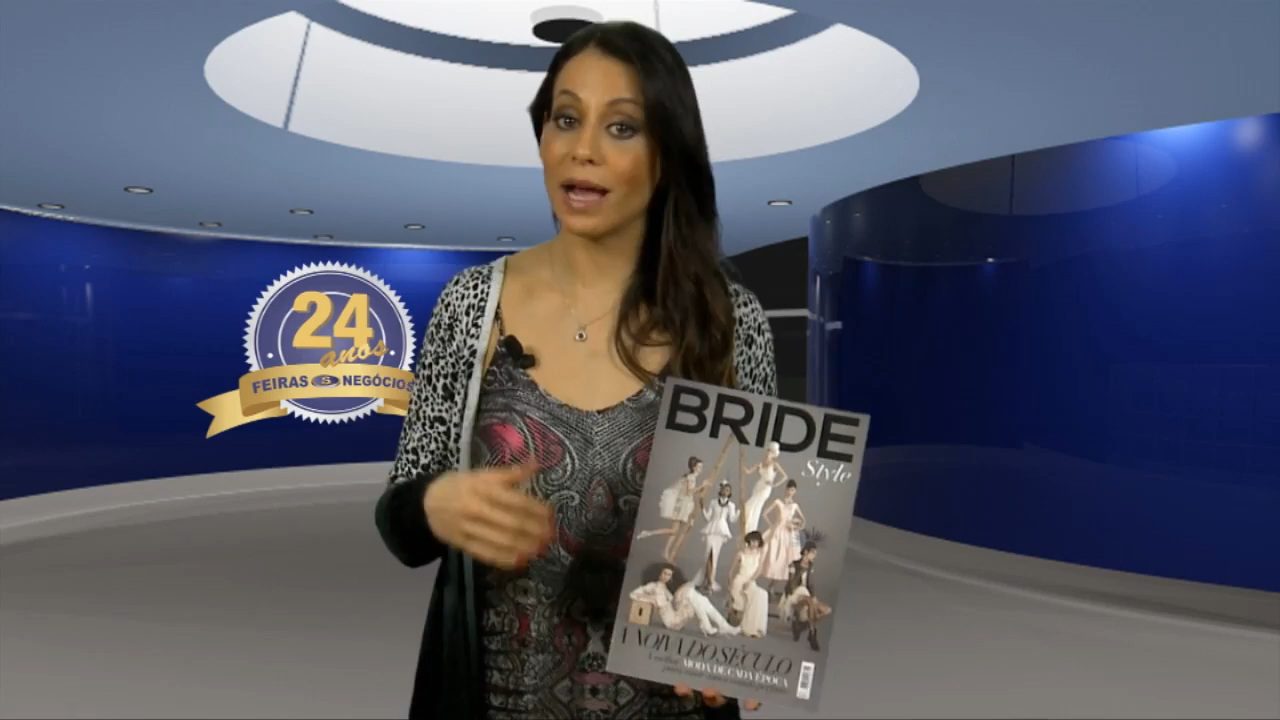 24
anos
FEIRAS & NEGÓCIOS
BRIDE
Style
A NOIVA DO SÉCULO
MODA DE CADA ÉPOCA